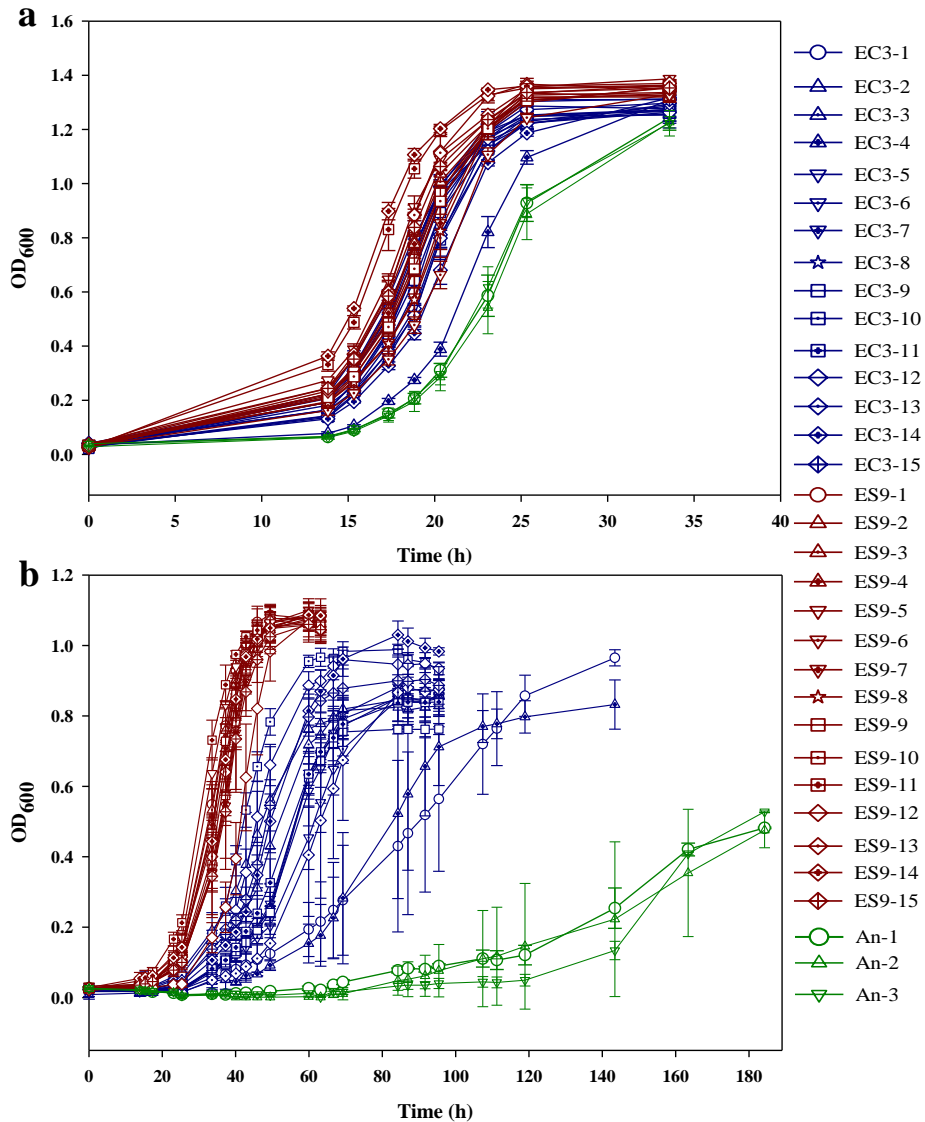 a
1.6
1.4
1.2
1.0
0.8
0.6
0.4
0.2
0.0
OD600
0 5 10 15 20 25 30 35 40
Time (h)
b
1.2
1.0
0.8
0.6
0.4
0.2
0.0
OD600
0 20 40 60 80 100 120 140 160 180
Time (h)
EC3-1
EC3-2
EC3-3
EC3-4
EC3-5
EC3-6
EC3-7
EC3-8
EC3-9
EC3-10
EC3-11
EC3-12
EC3-13
EC3-14
EC3-15
ES9-1
ES9-2
ES9-3
ES9-4
ES9-5
ES9-6
ES9-7
ES9-8
ES9-9
ES9-10
ES9-11
ES9-12
ES9-13
ES9-14
ES9-15
An-1
An-2
An-3